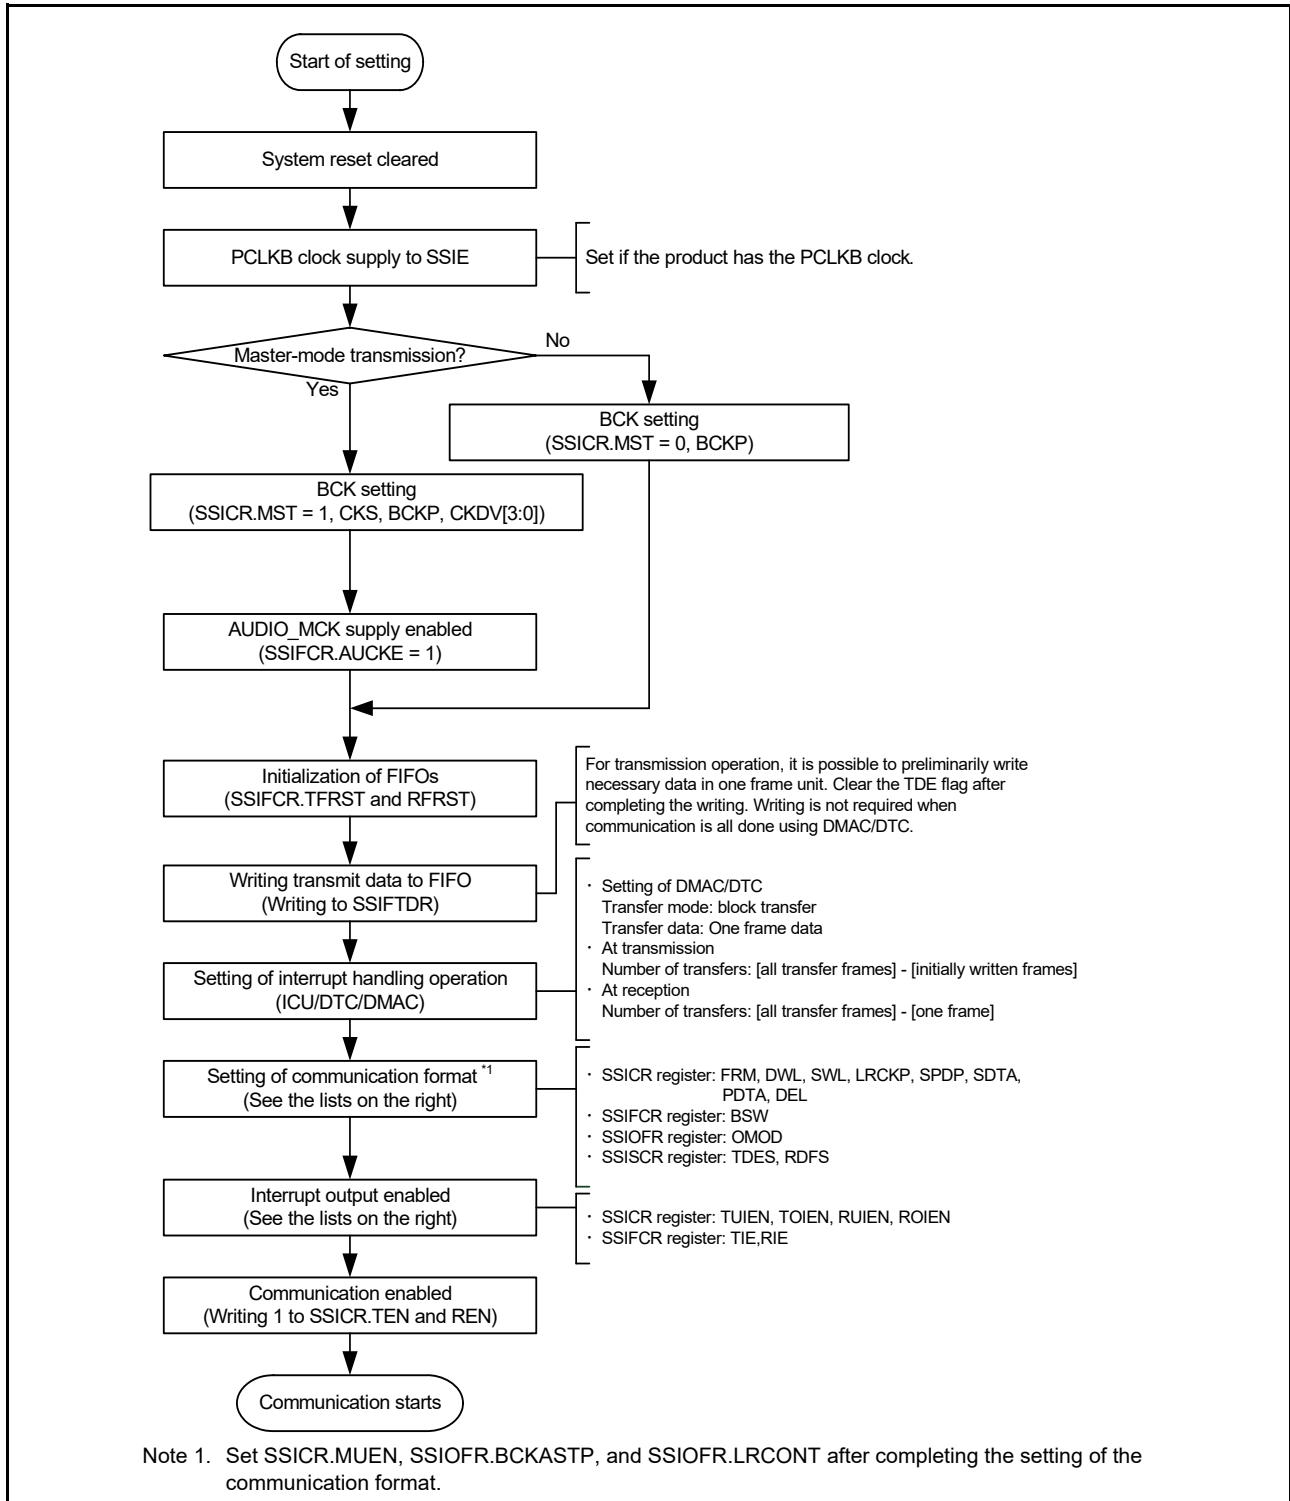 Start of setting
System reset cleared
PCLKB clock supply to SSIE
Set if the product has the PCLKB clock.
Master-mode transmission?
No
Yes
BCK setting
(SSICR.MST = 0, BCKP)
BCK setting
(SSICR.MST = 1, CKS, BCKP, CKDV[3:0])
AUDIO_MCK supply enabled
(SSIFCR.AUCKE = 1)
Initialization of FIFOs
(SSIFCR.TFRST and RFRST)
For transmission operation, it is possible to preliminarily write
necessary data in one frame unit. Clear the TDE flag after
completing the writing. Writing is not required when
communication is all done using DMAC/DTC.
Writing transmit data to FIFO
(Writing to SSIFTDR)
· Setting of DMAC/DTC
Transfer mode: block transfer
Transfer data: One frame data
· At transmission
Number of transfers: [all transfer frames] - [initially written frames]
· At reception
Number of transfers: [all transfer frames] - [one frame]
Setting of interrupt handling operation
(ICU/DTC/DMAC)
Setting of communication format *1
(See the lists on the right)
· SSICR register: FRM, DWL, SWL, LRCKP, SPDP, SDTA,
PDTA, DEL
· SSIFCR register: BSW
· SSIOFR register: OMOD
· SSISCR register: TDES, RDFS
Interrupt output enabled
(See the lists on the right)
· SSICR register: TUIEN, TOIEN, RUIEN, ROIEN
· SSIFCR register: TIE,RIE
Communication enabled
(Writing 1 to SSICR.TEN and REN)
Communication starts
Note 1. Set SSICR.MUEN, SSIOFR.BCKASTP, and SSIOFR.LRCONT after completing the setting of the
communication format.